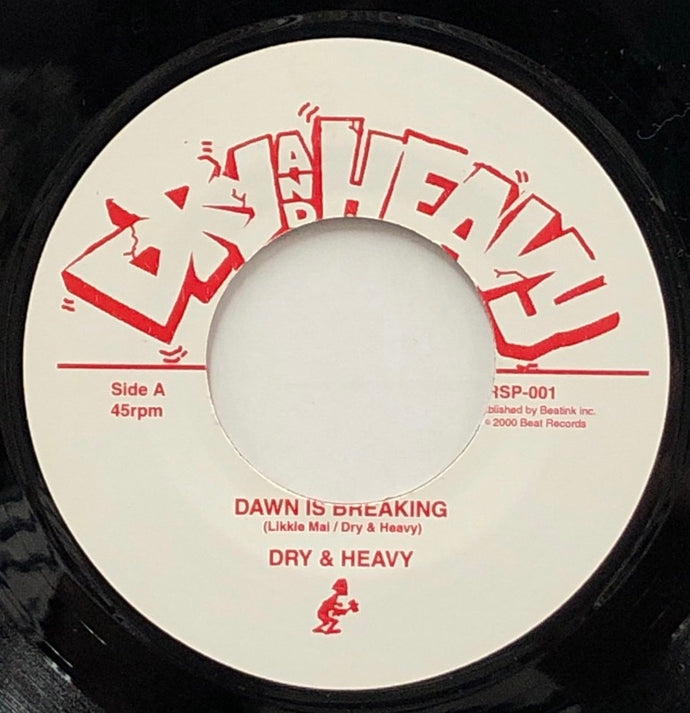 DRY AND HEAVY
Side A
45rpm
RSP-001
blished by Beatink Inc.
© 2000 Beat Records
DAWN IS BREAKING
(Likkle Mai / Dry & Heavy)
DRY & HEAVY